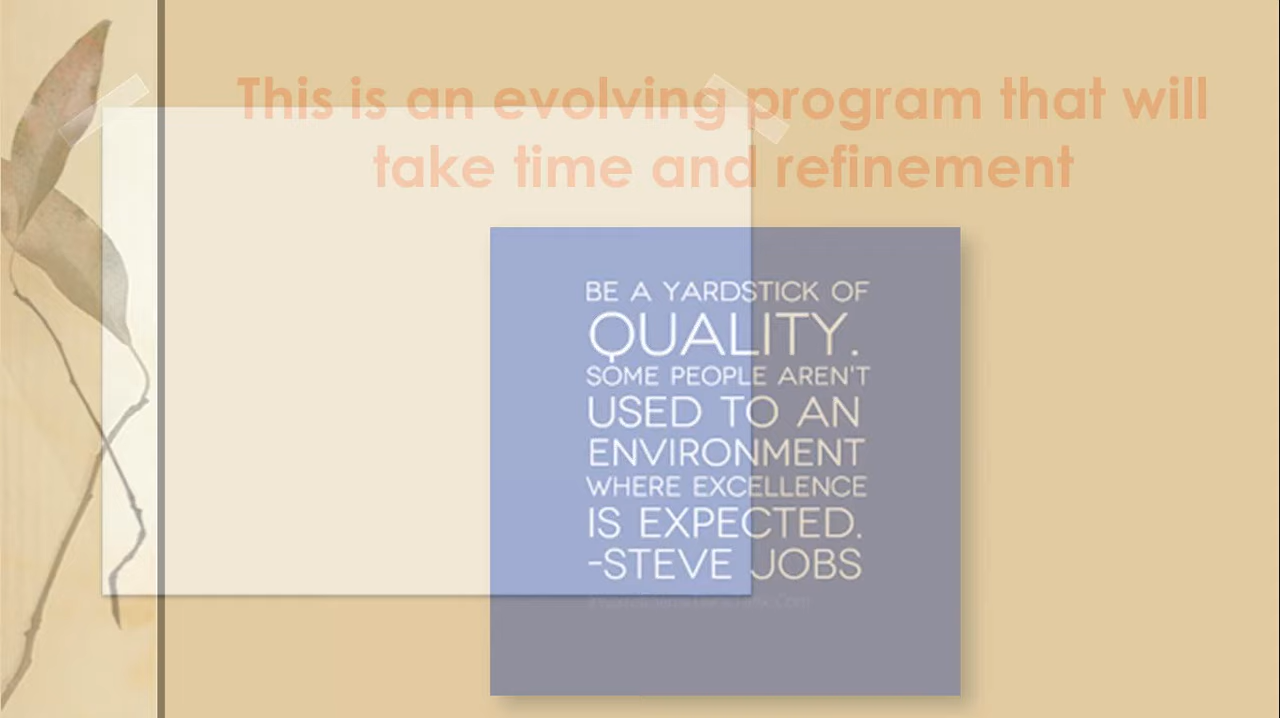 This is an evolving program that will
take time and refinement
BE A YARDSTICK OF
QUALITY.
SOME PEOPLE AREN'T
USED TO AN
ENVIRONMENT
WHERE EXCELLENCE
IS EXPECTED.
-STEVE JOBS